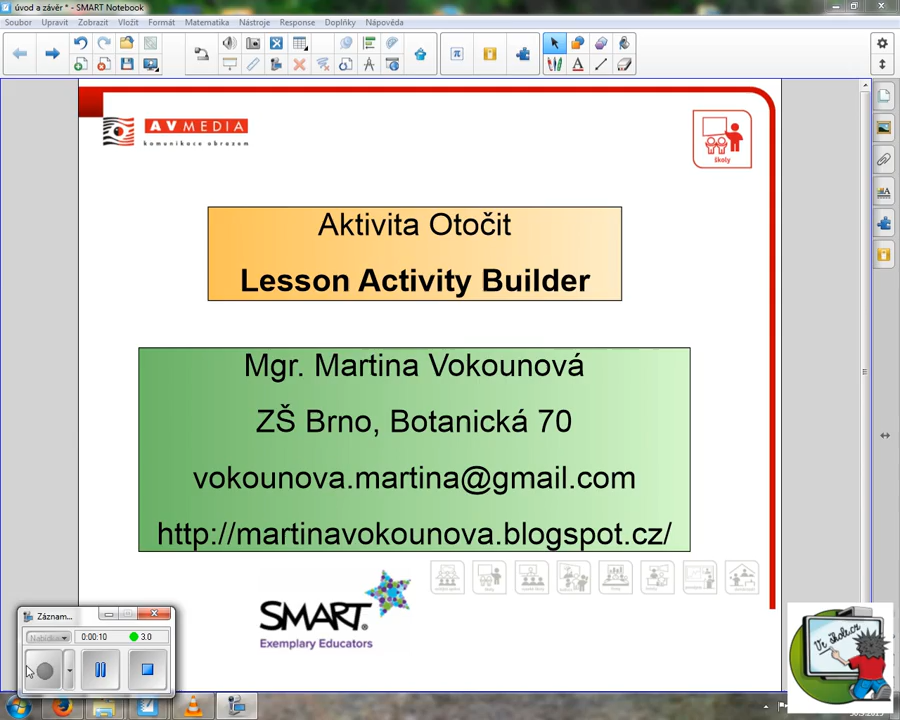 úvod a závěr * - SMART Notebook
Soubor Upravit Zobrazit Vložit Formát Matematika Nástroje Response Doplňky Nápověda
AV MEDIA
komunikace obrazem
školy
Aktivita Otočit
Lesson Activity Builder
Mgr. Martina Vokounová
ZŠ Brno, Botanická 70
vokounova.martina@gmail.com
http://martinavokounova.blogspot.cz/
SMART®
Exemplary Educators
Záznam...
Nabídka
0:00:10
3.0